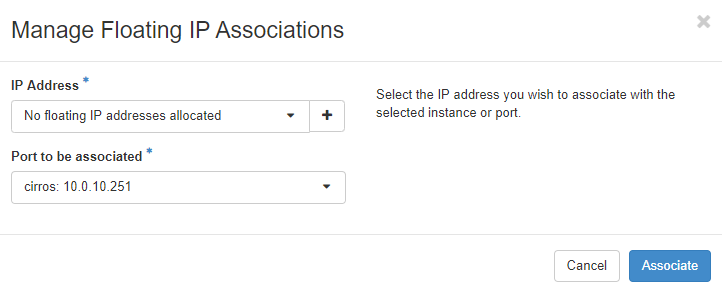 Manage Floating IP Associations
×
IP Address *
No floating IP addresses allocated
+
Select the IP address you wish to associate with the
selected instance or port.
Port to be associated *
cirros: 10.0.10.251
Cancel
Associate